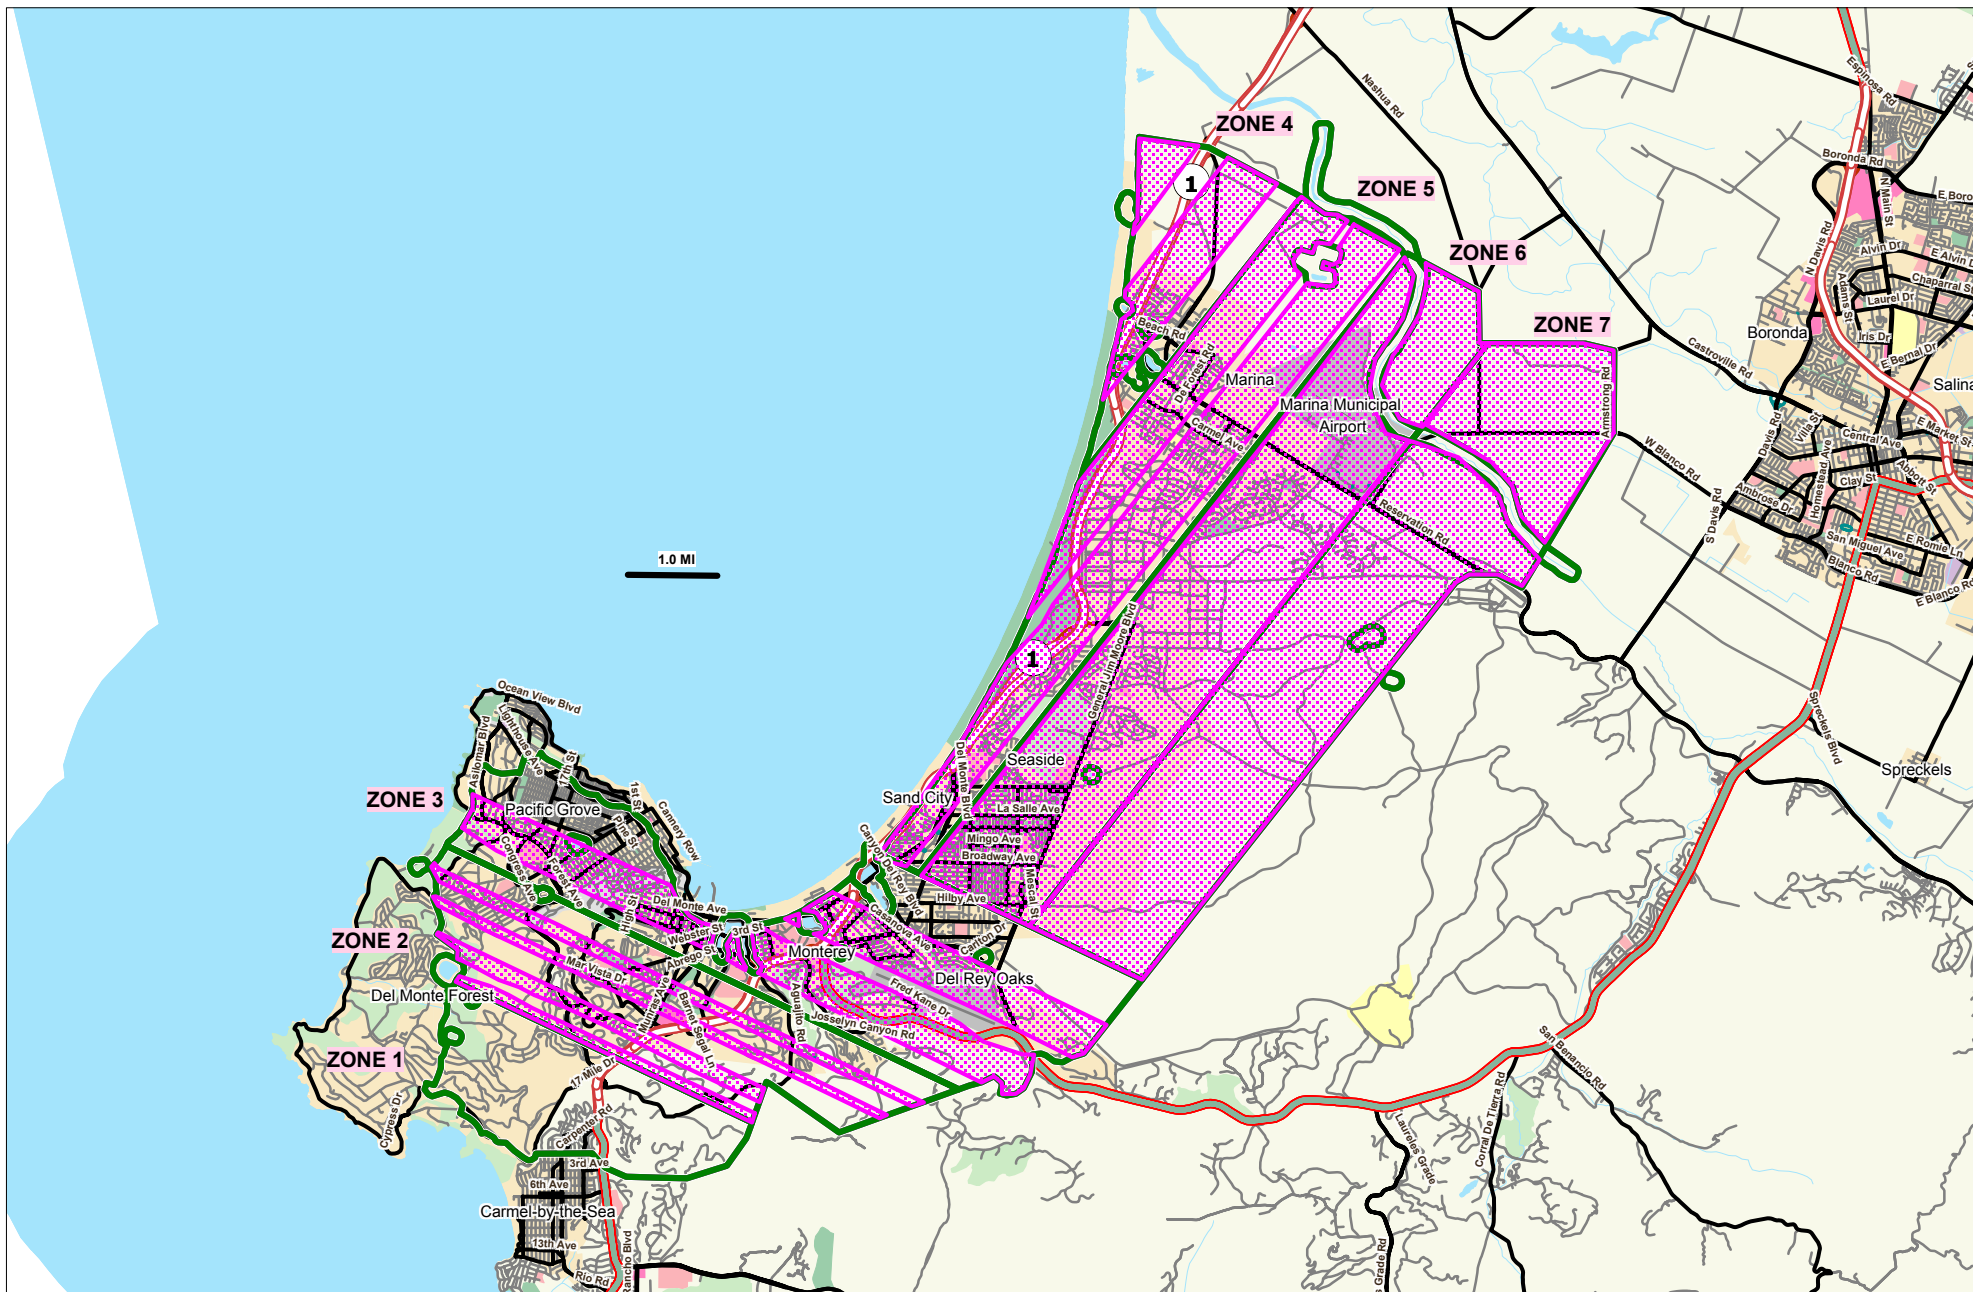 ZONE 4
Nashua Rd
Espinosa Rd
1
ZONE 5
Boronda Rd
N Main St
E Boro
ZONE 6
N Davis Rd
Alvin Dr
E Alvin D
Adams St
Chaparral St
Laurel Dr
ZONE 7
Beach Rd
Boronda
Iris Dr
E Bernal Dr
De Forest Rd
Castroville Rd
Marina
Salina
Armstrong Rd
Marina Municipal
Airport
Carmel Ave
Davis Rd
Villa St
E Market St
Central Ave
W Blanco Rd
Homestead Ave
Abbott St
Clay St
Ambrose Dr
S Davis Rd
Reservation Rd
San Miguel Ave
E Romie Ln
1.0 MI
Blanco Rd
E Blanco Rd
General Jim Moore Blvd
1
Ocean View Blvd
Lighthouse Ave
Asilomar Blvd
17th St
Spreckels Blvd
Seaside
Del Monte Blvd
Spreckels
ZONE 3
Sand City
Pacific Grove
1st St
Cannery Row
Pine St
La Salle Ave
Mingo Ave
Broadway Ave
Canyon Del Rey Blvd
Congress Ave
Forest Ave
Mescal St
Hilby Ave
Del Monte Ave
High St
Casanova Ave
Webster St
3rd St
Carlton Dr
ZONE 2
Abrego St
Monterey
Mar Vista Dr
Del Rey Oaks
Del Monte Forest
Munras Ave
Barnet Segal Ln
Aguajito Rd
Fred Kane Dr
Josselyn Canyon Rd
ZONE 1
17 Mile Dr
San Benancio Rd
Cypress Dr
Carpenter Rd
Corral De Tierra Rd
Laureles Grade
3rd Ave
6th Ave
Carmel-by-the-Sea
13th Ave
Rio Rd
Rancho Blvd
s Grade Rd